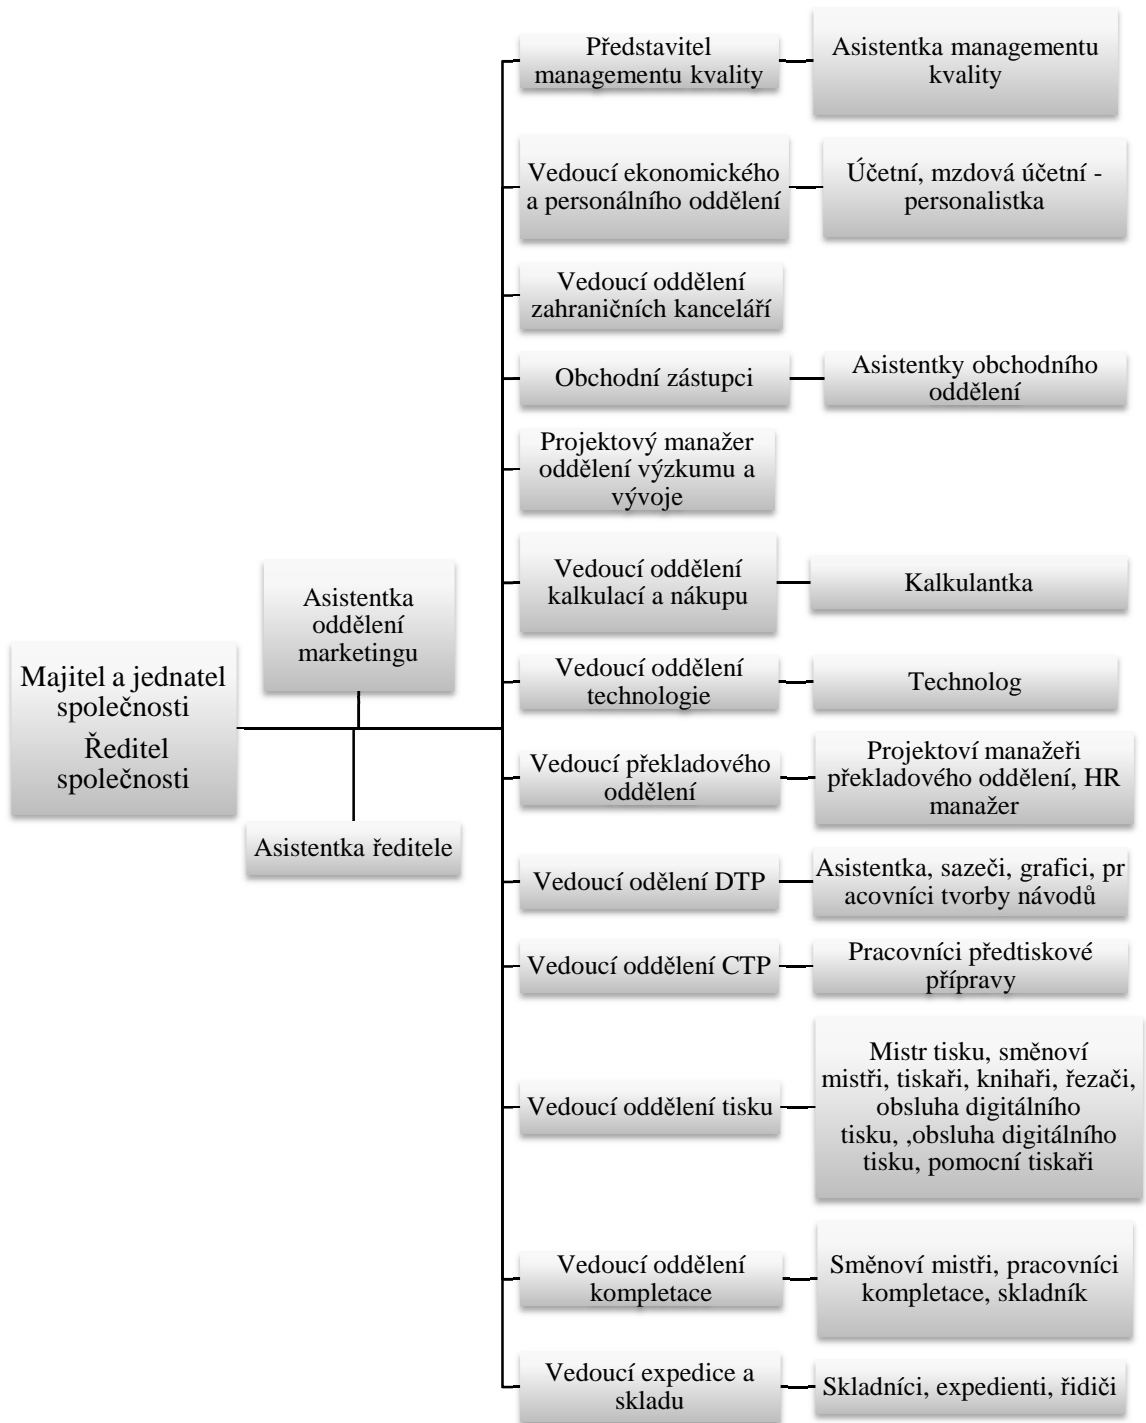 Představitel
managementu kvality
Asistentka managementu
kvality
Vedoucí ekonomického
a personálního oddělení
Účetní, mzdová účetní -
personalistka
Vedoucí oddělení
zahraničních kanceláří
Obchodní zástupci
Asistentky obchodního
oddělení
Projektový manažer
oddělení výzkumu a
vývoje
Vedoucí oddělení
kalkulací a nákupu
Kalkulantka
Asistentka
oddělení
marketingu
Majitel a jednatel
společnosti
Ředitel
společnosti
Asistentka ředitele
Vedoucí oddělení
technologie
Technolog
Vedoucí překladového
oddělení
Projektoví manažeři
překladového oddělení, HR
manažer
Vedoucí odělení DTP
Asistentka, sazeči, grafici, pr
acovníci tvorby návodů
Vedoucí oddělení CTP
Pracovníci předtiskové
přípravy
Vedoucí oddělení tisku
Mistr tisku, směnoví
mistři, tiskaři, knihaři, řezači,
obsluha digitálního
tisku, ,obsluha digitálního
tisku, pomocní tiskaři
Vedoucí oddělení
kompletace
Směnoví mistři, pracovníci
kompletace, skladník
Vedoucí expedice a
skladu
Skladníci, expedienti, řidiči